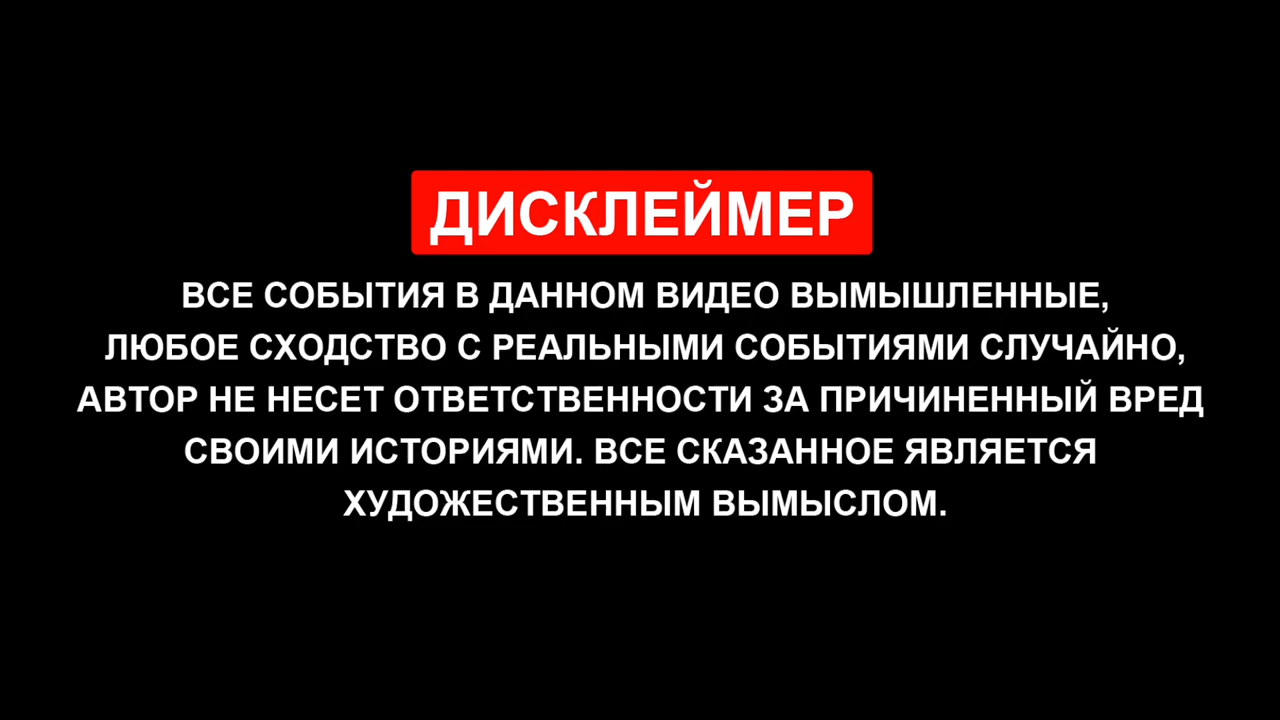 ДИСКЛЕЙМЕР
ВСЕ СОБЫТИЯ В ДАННОМ ВИДЕО ВЫМЫШЛЕННЫЕ,
ЛЮБОЕ СХОДСТВО С РЕАЛЬНЫМИ СОБЫТИЯМИ СЛУЧАЙНО,
АВТОР НЕ НЕСЕТ ОТВЕТСТВЕННОСТИ ЗА ПРИЧИНЕННЫЙ ВРЕД
СВОИМИ ИСТОРИЯМИ. ВСЕ СКАЗАННОЕ ЯВЛЯЕТСЯ
ХУДОЖЕСТВЕННЫМ ВЫМЫСЛОМ.